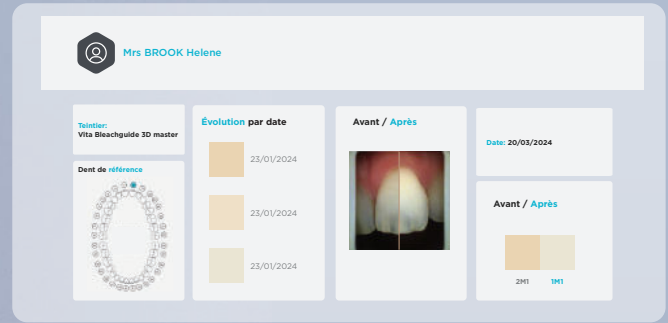 Mrs BROOK Helene
Teintier:
Vita Bleachguide 3D master
Dent de référence
Évolution par date
23/01/2024
23/01/2024
23/01/2024
Avant / Après
Date: 20/03/2024
Avant / Après
2M1 1M1